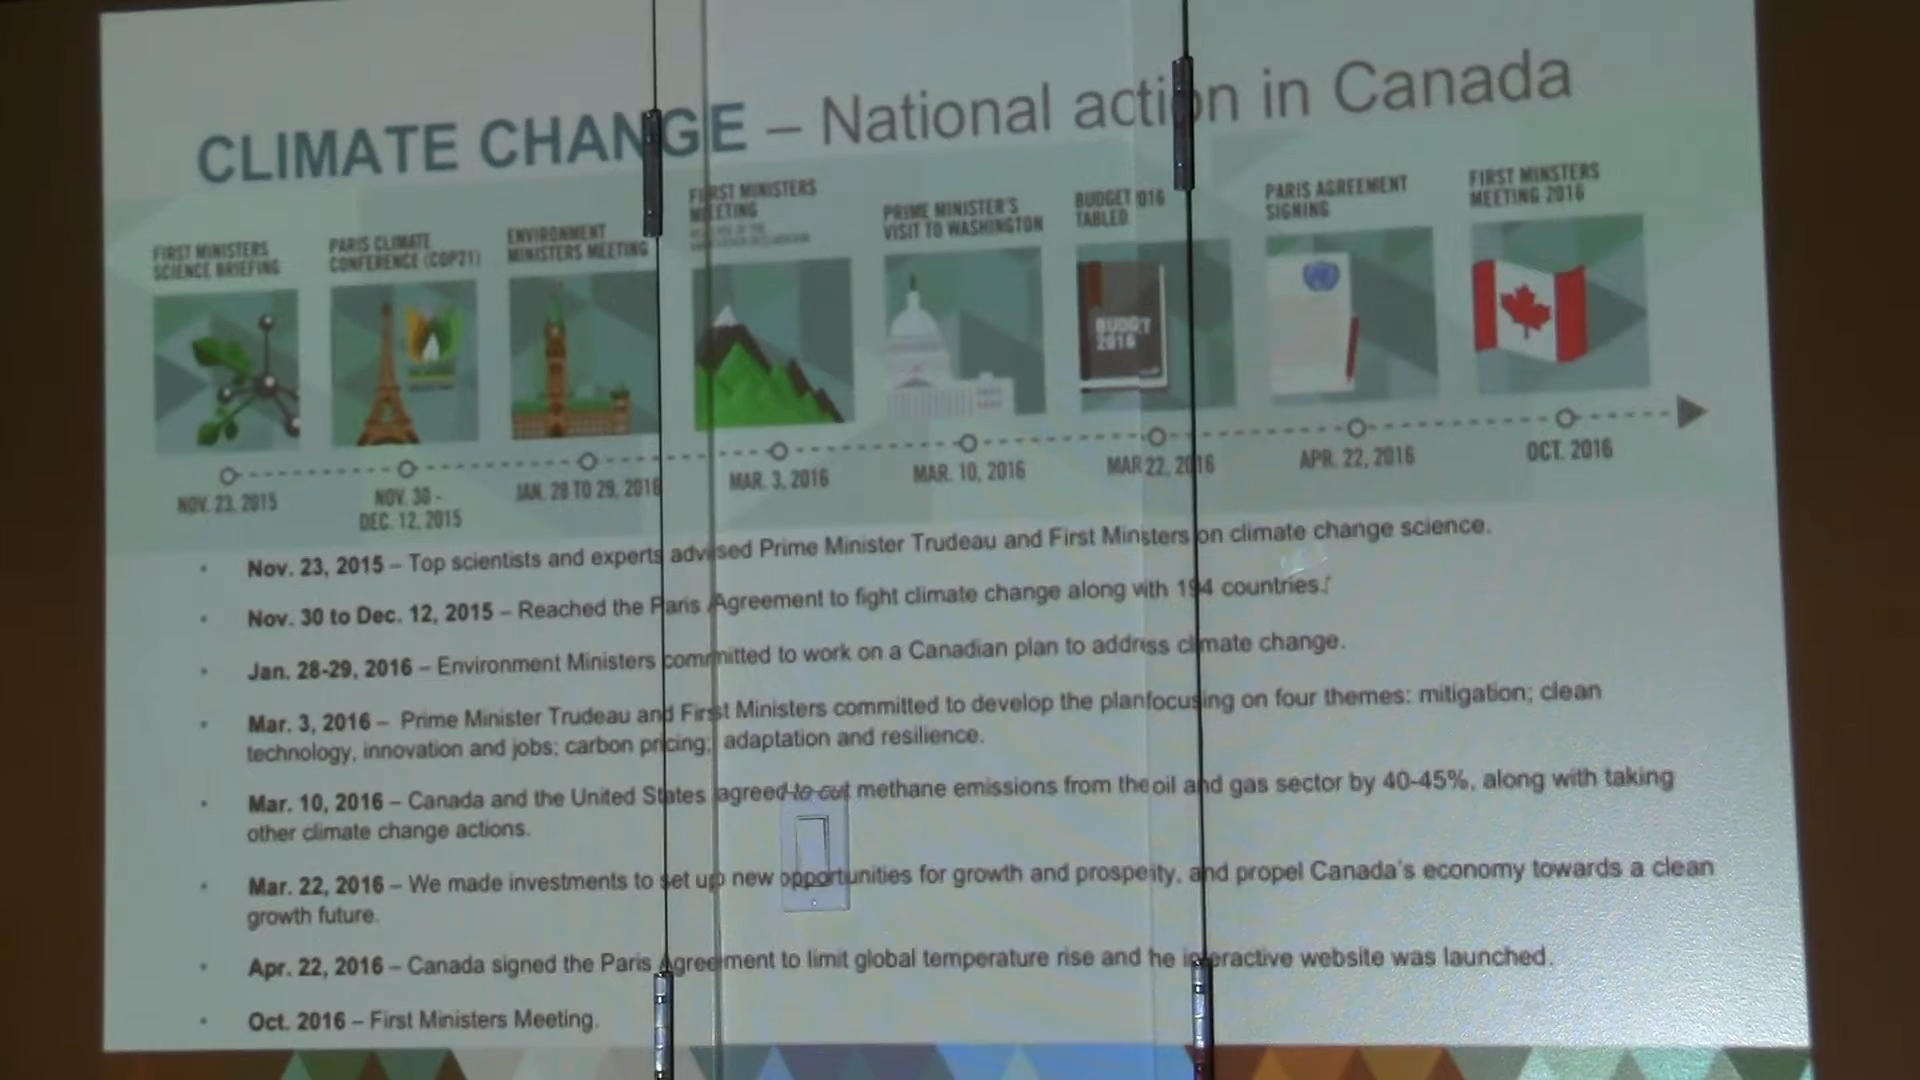 CLIMATE CHANGE – National action in Canada
FIRST MINISTERS
SCIENCE BRIEFING
PARIS CLIMATE
CONFERENCE (COP21)
ENVIRONMENT
MINISTERS MEETING
FIRST MINISTERS
MEETING
PRIME MINISTER'S
VISIT TO WASHINGTON
BUDGET 016
TABLED
PARIS AGREEMENT
SIGNING
FIRST MINSTERS
MEETING 2016
BUDGT
2016
NOV. 23, 2015
NOV. 30 -
DEC. 12, 2015
JAN. 28 TO 29, 2016
MAR. 3, 2016
MAR. 10, 2016
MAR 22, 2016
APR. 22, 2016
OCT. 2016
• Nov. 23, 2015 – Top scientists and experts advised Prime Minister Trudeau and First Minsters on climate change science.
• Nov. 30 to Dec. 12, 2015 – Reached the Paris Agreement to fight climate change along wth 194 countries.
• Jan. 28-29, 2016 – Environment Ministers committed to work on a Canadian plan to address climate change.
• Mar. 3, 2016 – Prime Minister Trudeau and First Ministers committed to develop the planfocusing on four themes: mitigation; clean
technology, innovation and jobs; carbon pricing; adaptation and resilience.
• Mar. 10, 2016 – Canada and the United States agreed to cut methane emissions from the oil and gas sector by 40-45%, along with taking
other climate change actions.
• Mar. 22, 2016 – We made investments to set up new opportunities for growth and prospeity, and propel Canada's economy towards a clean
growth future.
• Apr. 22, 2016 – Canada signed the Paris Agreement to limit global temperature rise and he interactive website was launched.
• Oct. 2016 – First Ministers Meeting.